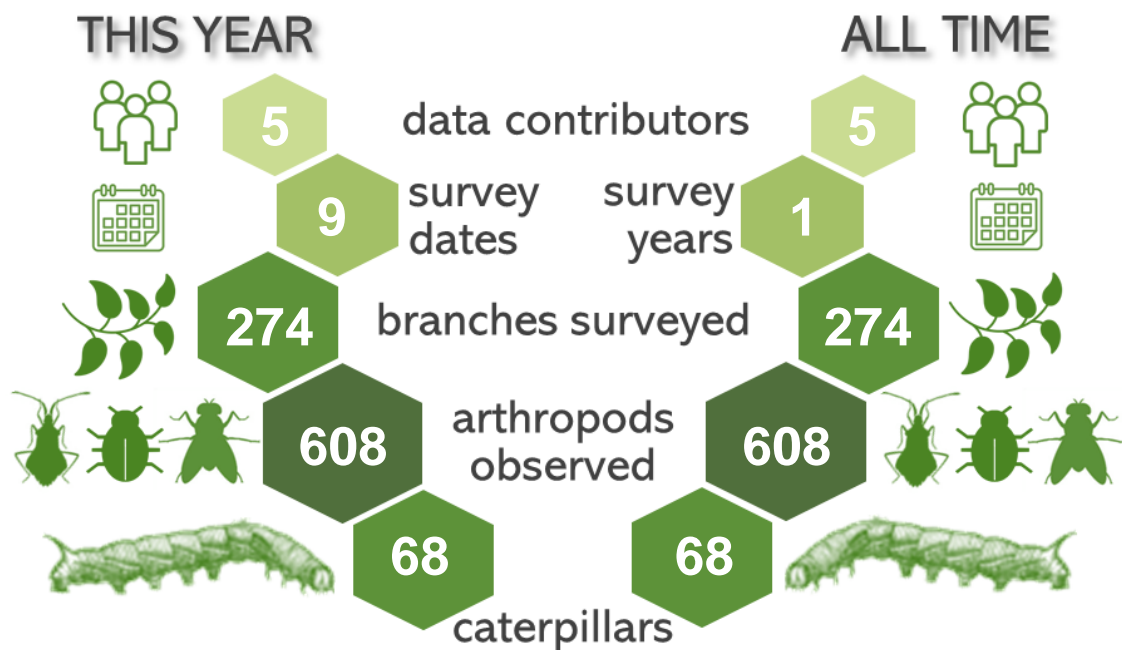 THIS YEAR
ALL TIME
5
data contributors
5
9
survey
dates
survey
years
1
274
branches surveyed
274
608
arthropods
observed
608
68
68
caterpillars